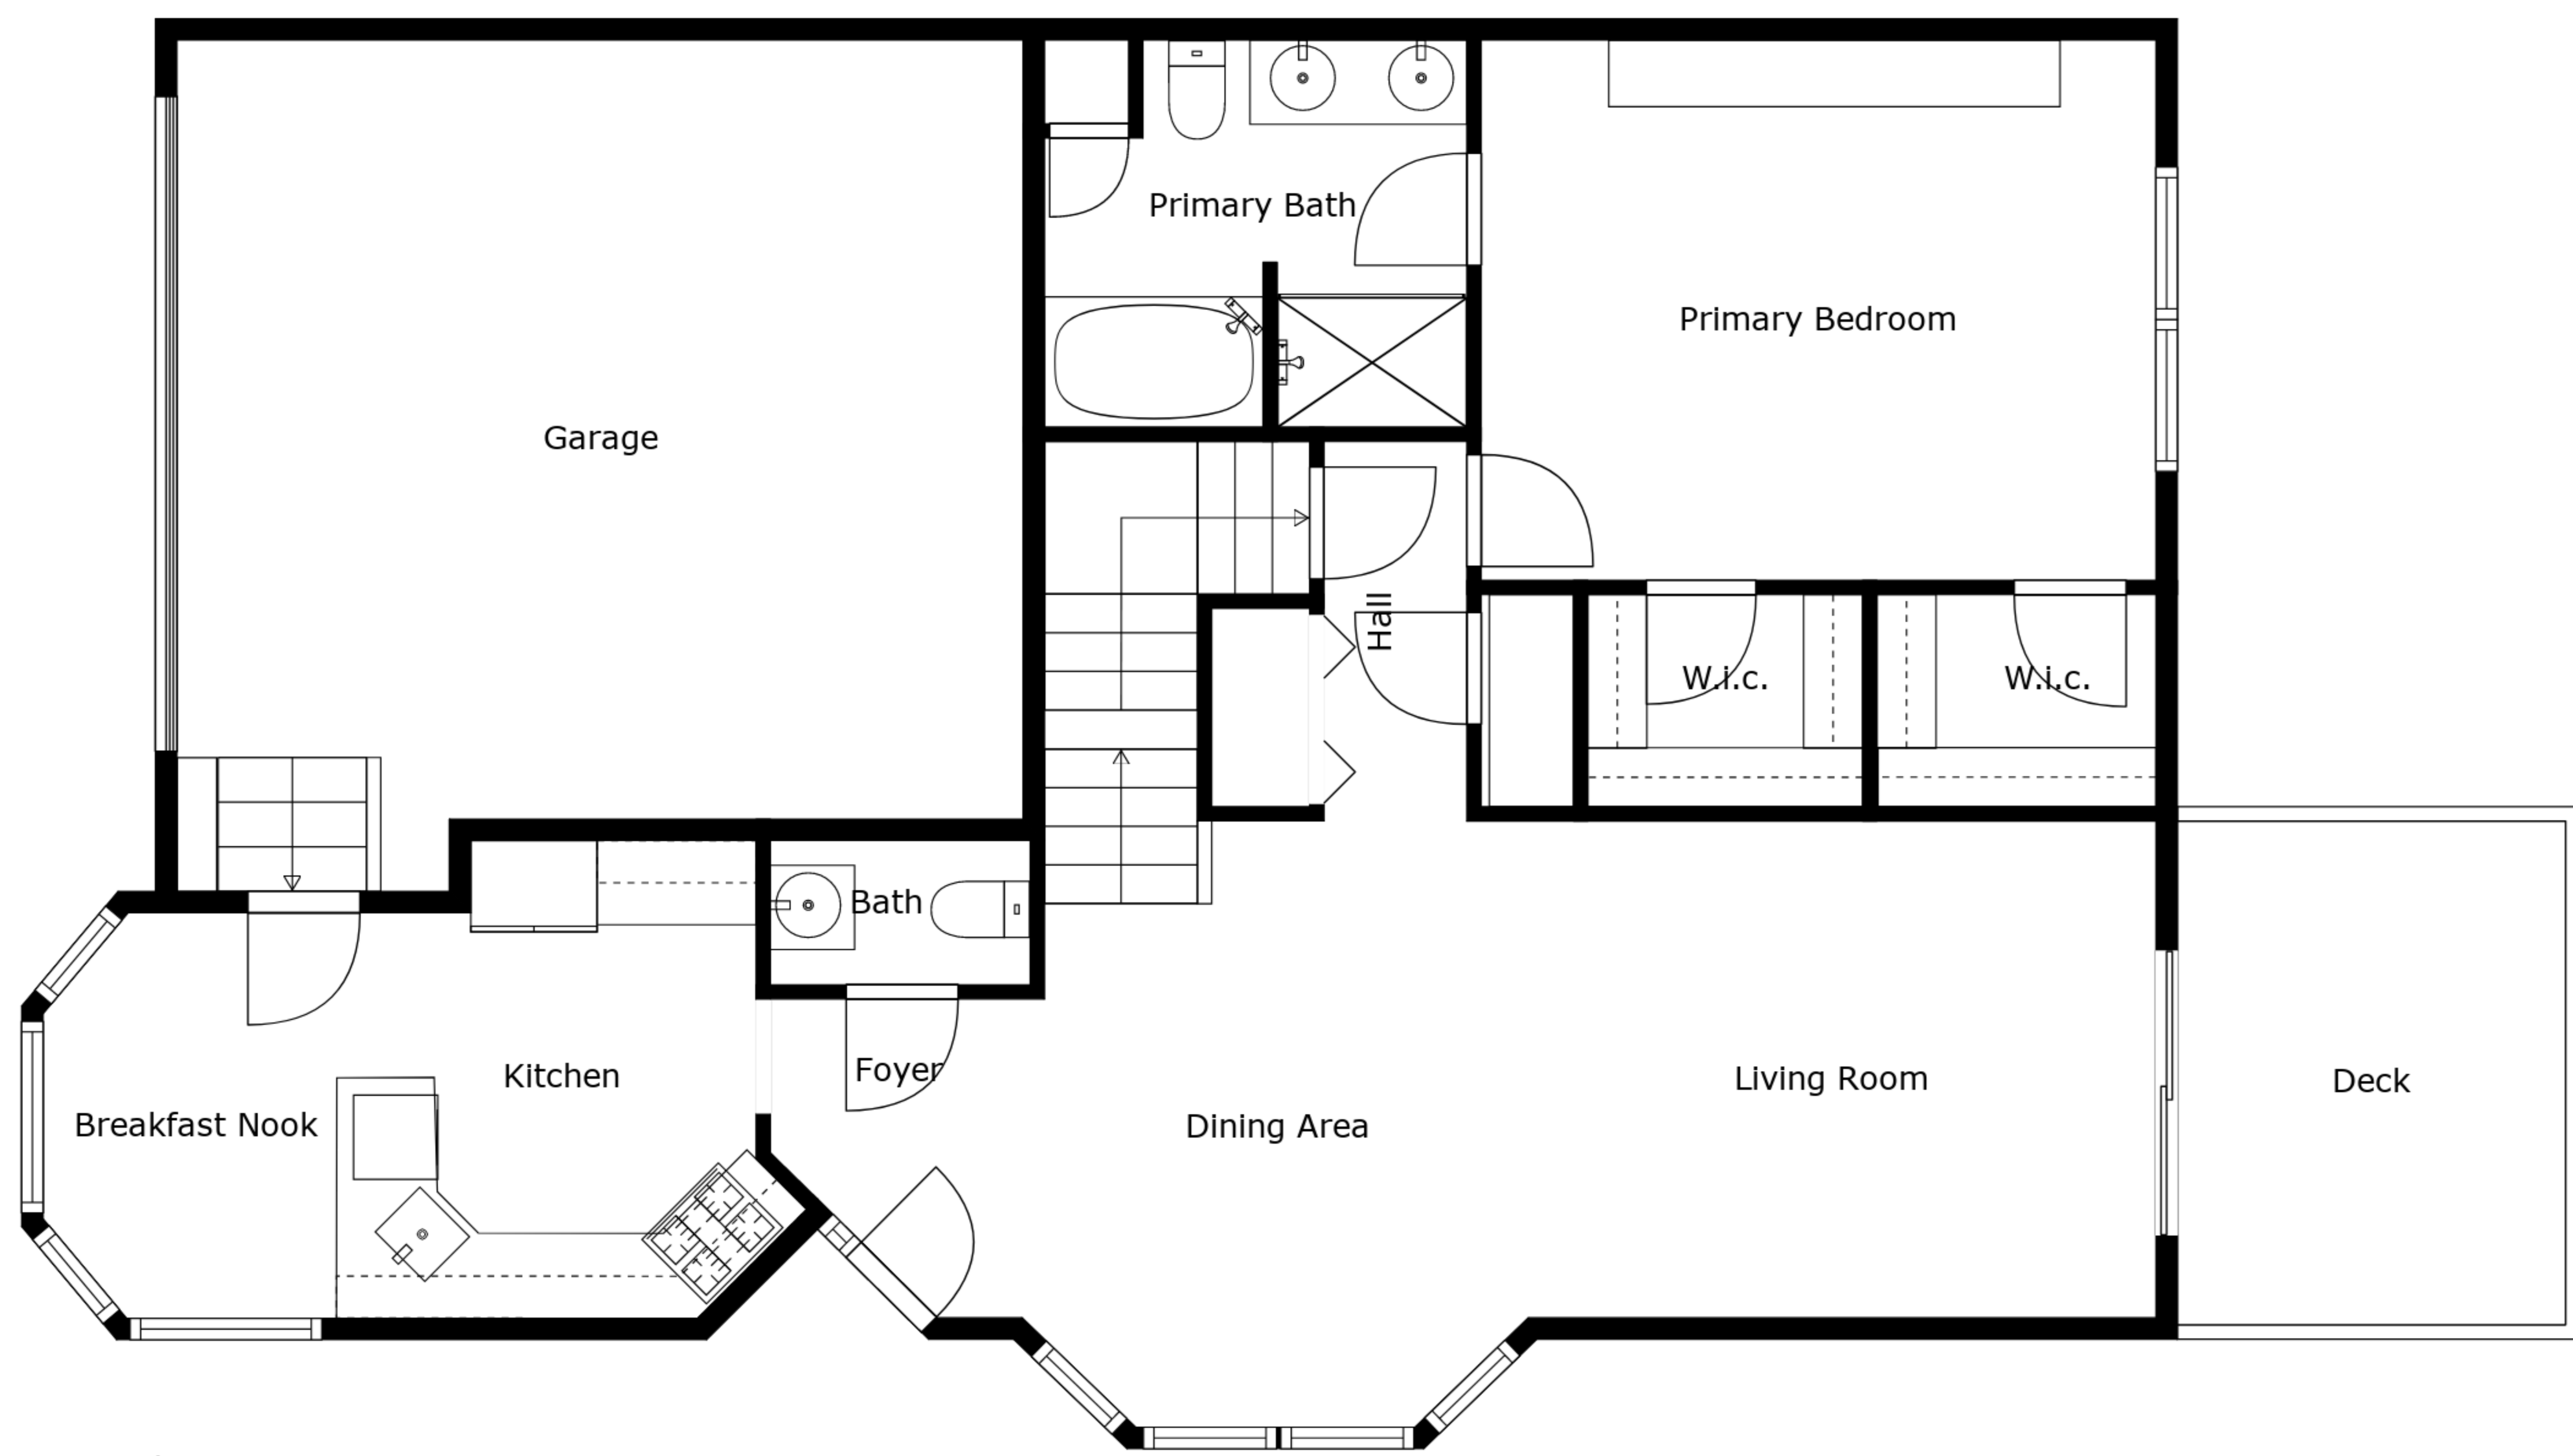 Primary Bath
Primary Bedroom
Garage
Hall
W.i.c.
W.i.c.
Bath
Foyer
Kitchen
Living Room
Deck
Breakfast Nook
Dining Area